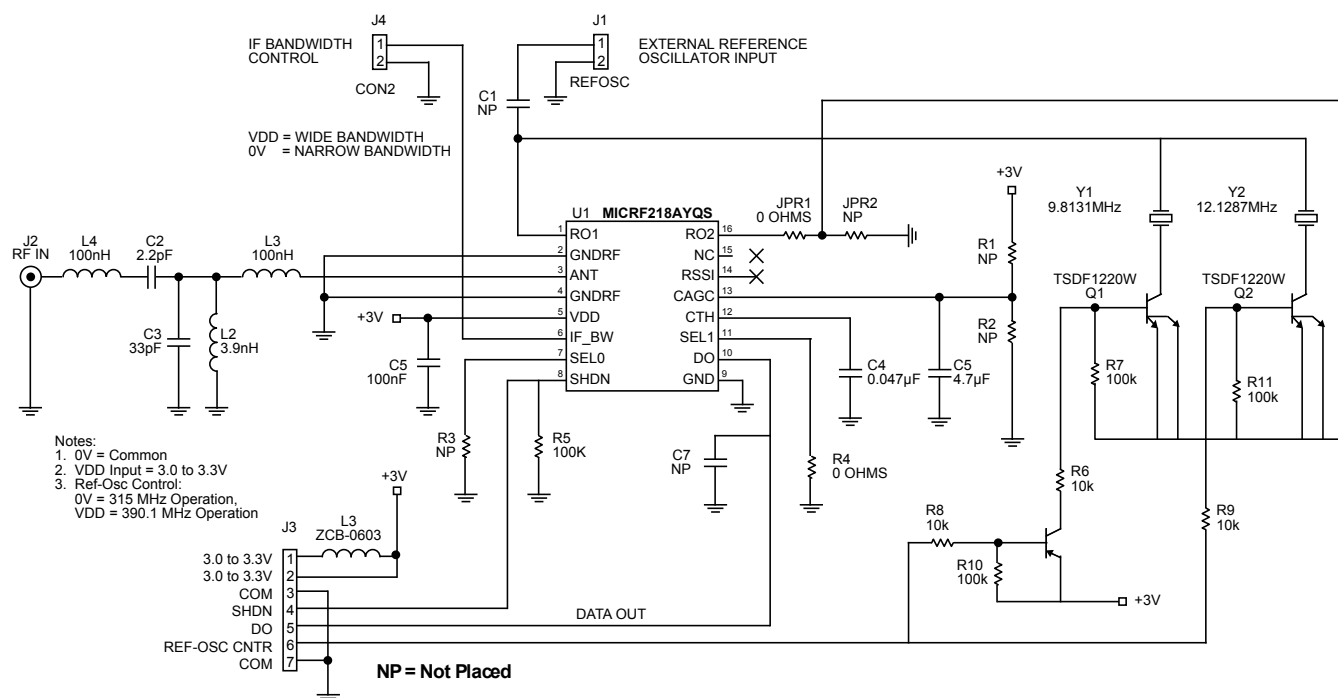 J4
IF BANDWIDTH
CONTROL
1
2
CON2
J1
1
2
EXTERNAL REFERENCE
OSCILLATOR INPUT
REFOSC
C1
NP
VDD = WIDE BANDWIDTH
0V = NARROW BANDWIDTH
+3V
Y1
9.8131MHz
Y2
12.1287MHz
J2
RF IN
L4
100nH
C2
2.2pF
L3
100nH
C3
33pF
L2
3.9nH
U1 MICRF218AYQS
1 RO1
2 GNDRF
3 ANT
4 GNDRF
5 VDD
6 IF_BW
7 SEL0
8 SHDN
RO2 16
NC 15
RSSI 14
CAGC 13
CTH 12
SEL1 11
DO 10
GND 9
JPR1
0 OHMS
JPR2
NP
R1
NP
R2
NP
TSDF1220W
Q1
TSDF1220W
Q2
+3V
C5
100nF
C4
0.047µF
C5
4.7µF
R7
100k
R11
100k
R3
NP
R5
100K
C7
NP
R4
0 OHMS
R6
10k
R9
10k
R8
10k
R10
100k
+3V
Notes:
1. 0V = Common
2. VDD Input = 3.0 to 3.3V
3. Ref-Osc Control:
0V = 315 MHz Operation,
VDD = 390.1 MHz Operation
+3V
L3
ZCB-0603
J3
3.0 to 3.3V 1
3.0 to 3.3V 2
COM 3
SHDN 4
DO 5
REF-OSC CNTR 6
COM 7
DATA OUT
NP = Not Placed